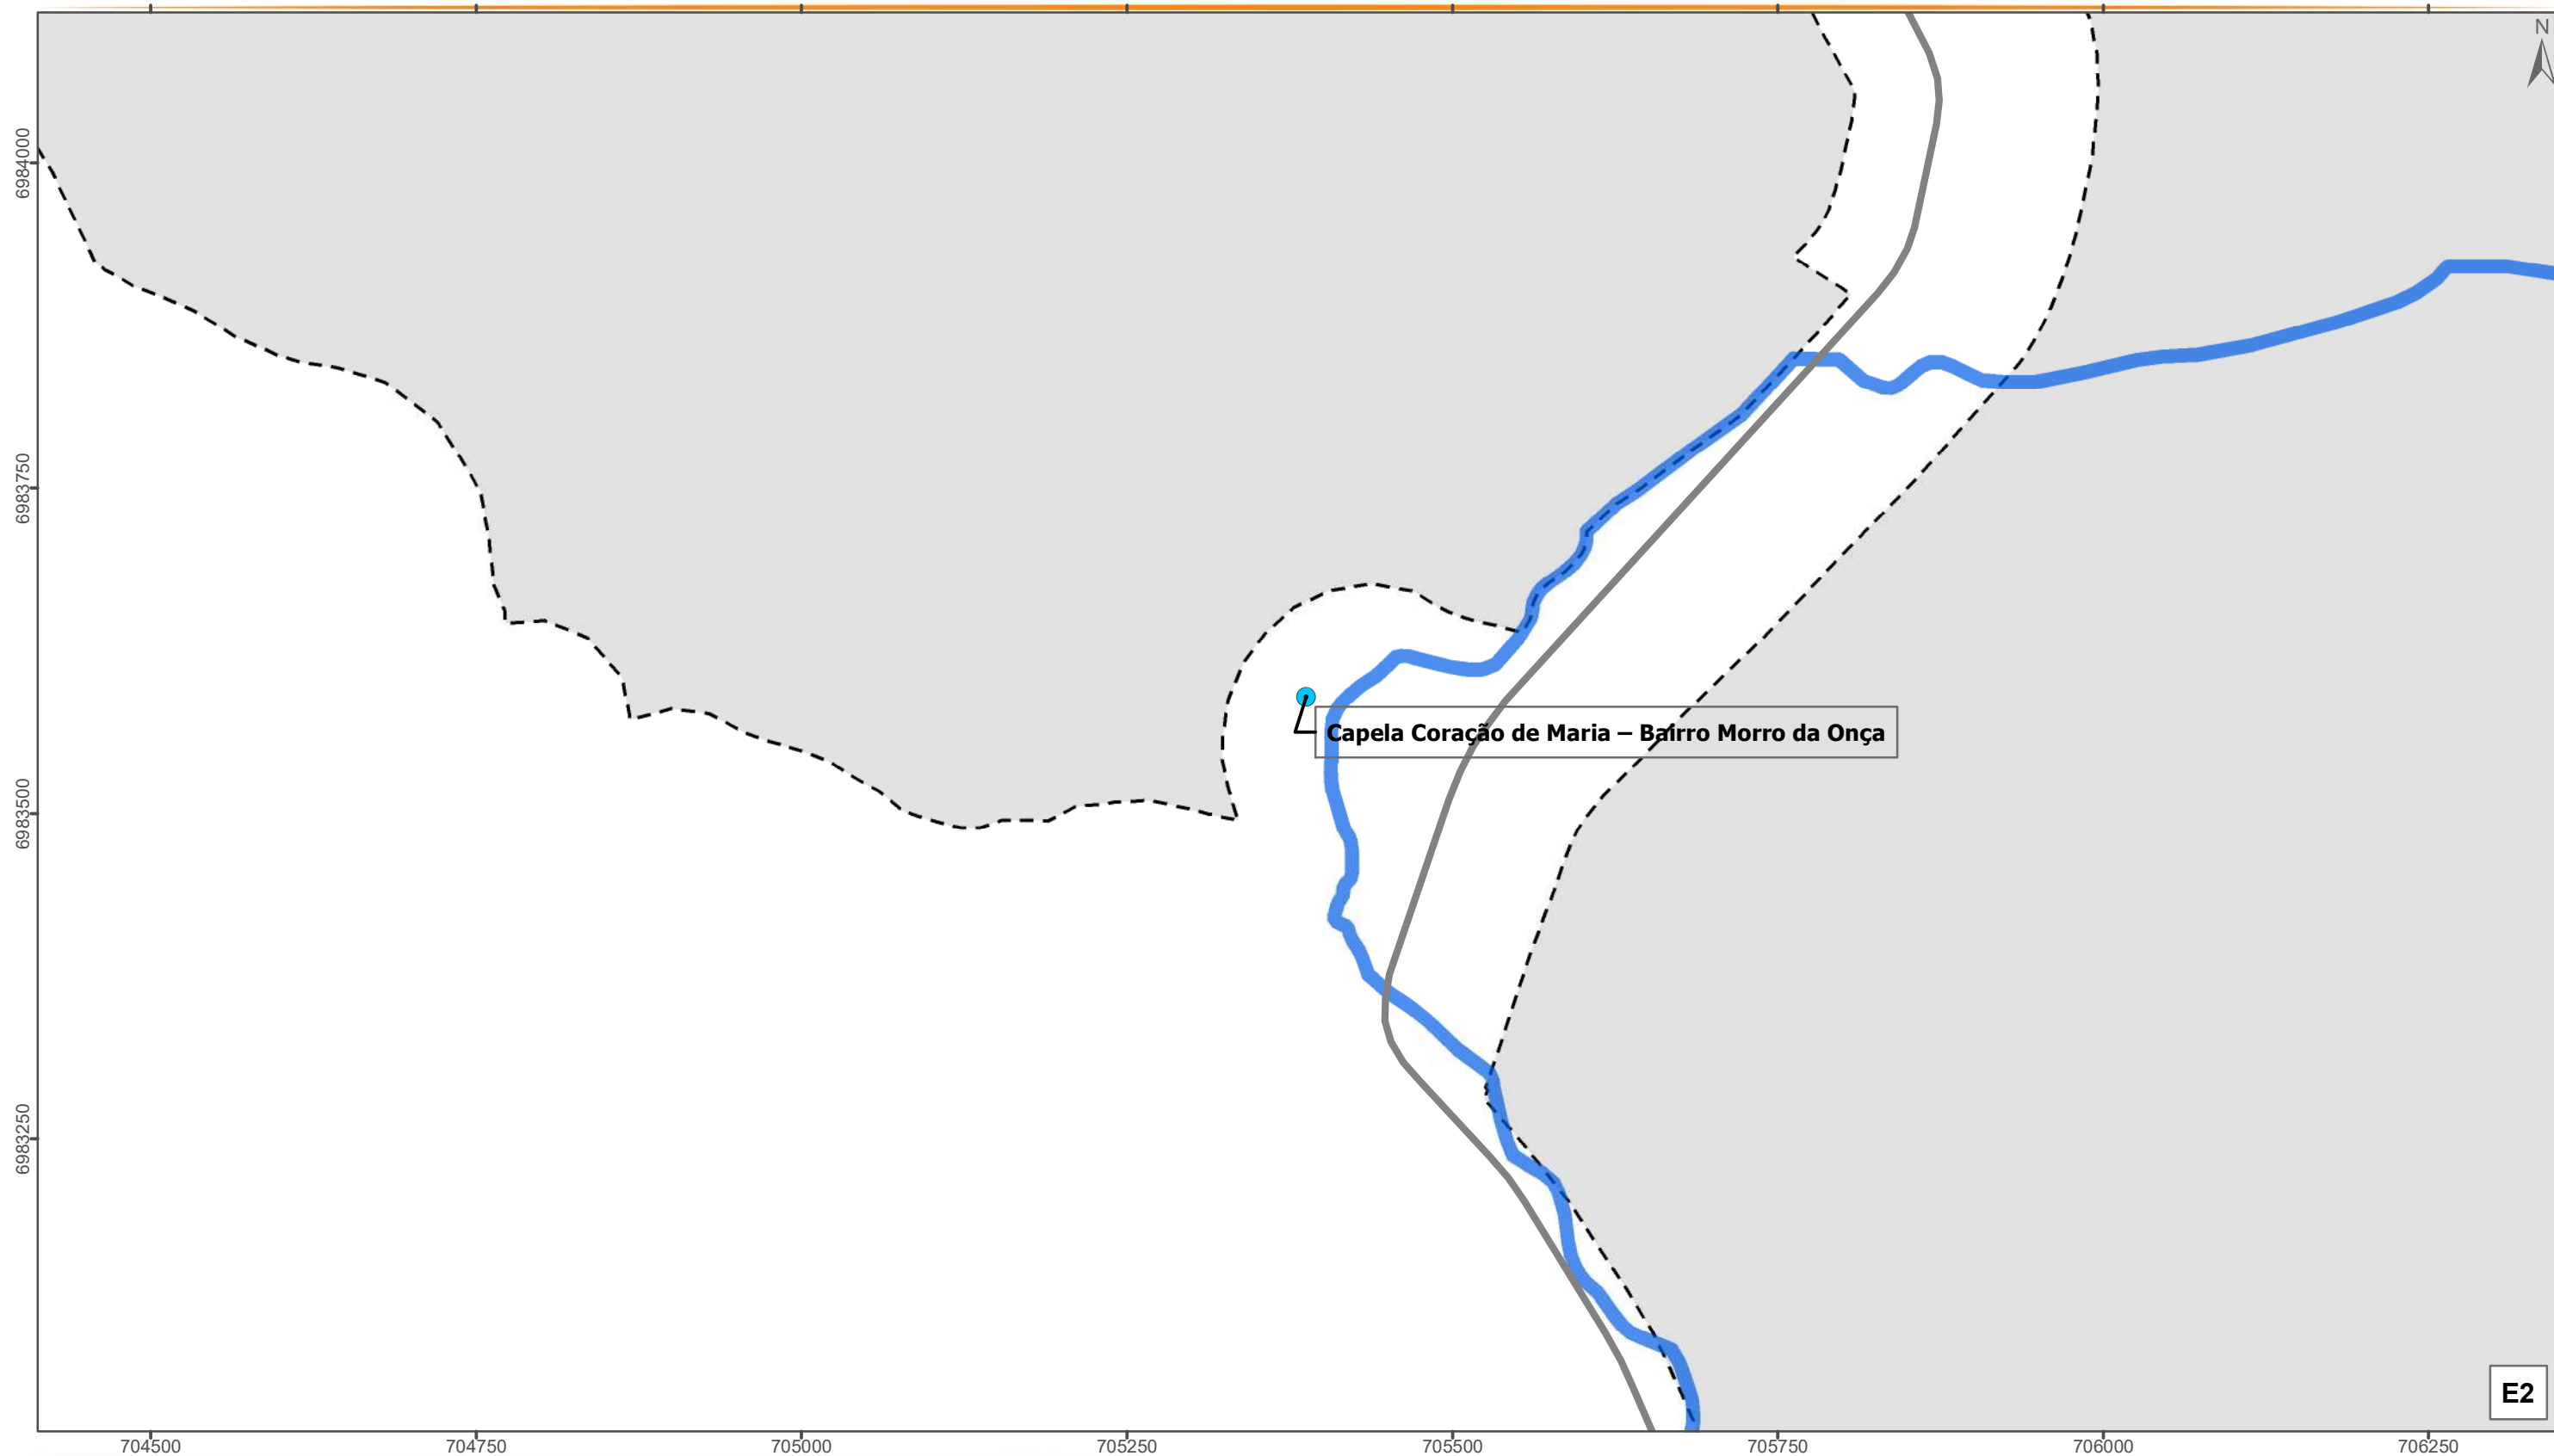 N
6984000
6983750
6983500
6983250
Capela Coração de Maria – Bairro Morro da Onça
E2
704500 704750 705000 705250 705500 705750 706000 706250